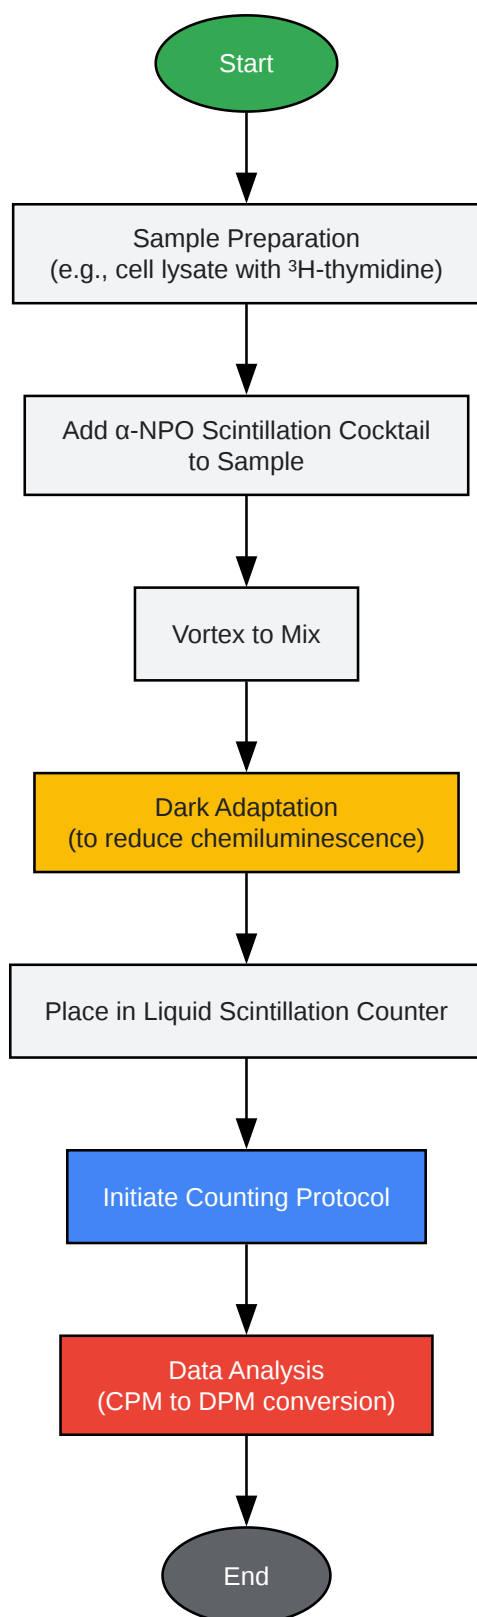 Start
Sample Preparation
(e.g., cell lysate with ³H-thymidine)
Add α-NPO Scintillation Cocktail
to Sample
Vortex to Mix
Dark Adaptation
(to reduce chemiluminescence)
Place in Liquid Scintillation Counter
Initiate Counting Protocol
Data Analysis
(CPM to DPM conversion)
End